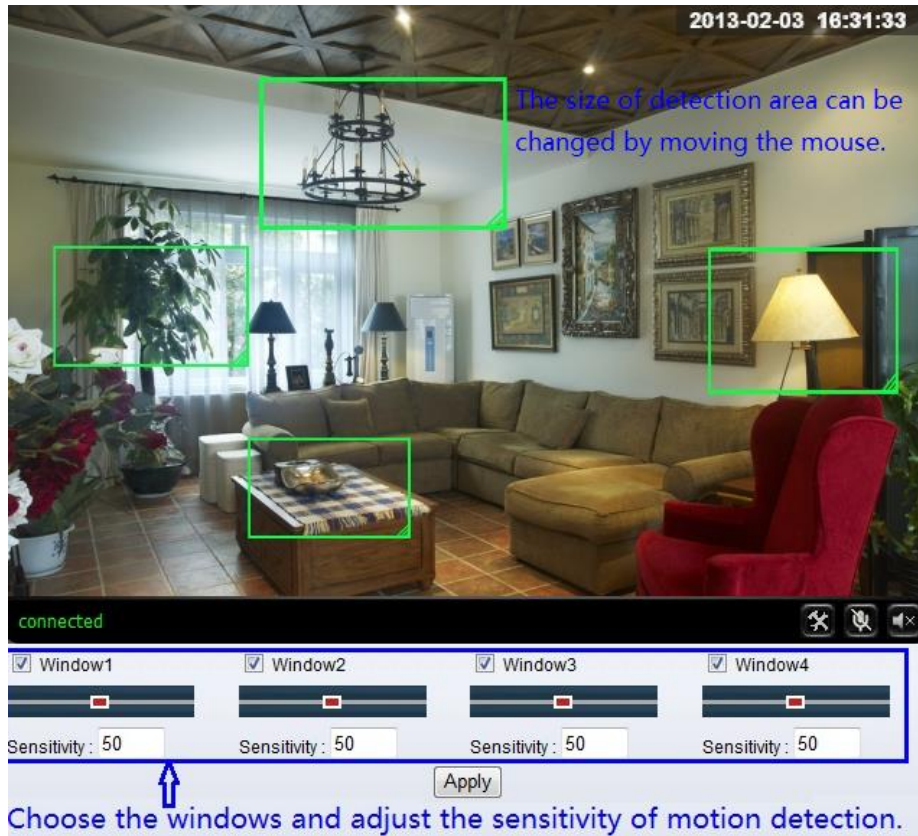 2013-02-03 16:31:33
The size of detection area can be
changed by moving the mouse.
connected
Window1 Window2 Window3 Window4
Sensitivity : 50 Sensitivity : 50 Sensitivity : 50 Sensitivity : 50
Apply
Choose the windows and adjust the sensitivity of motion detection.